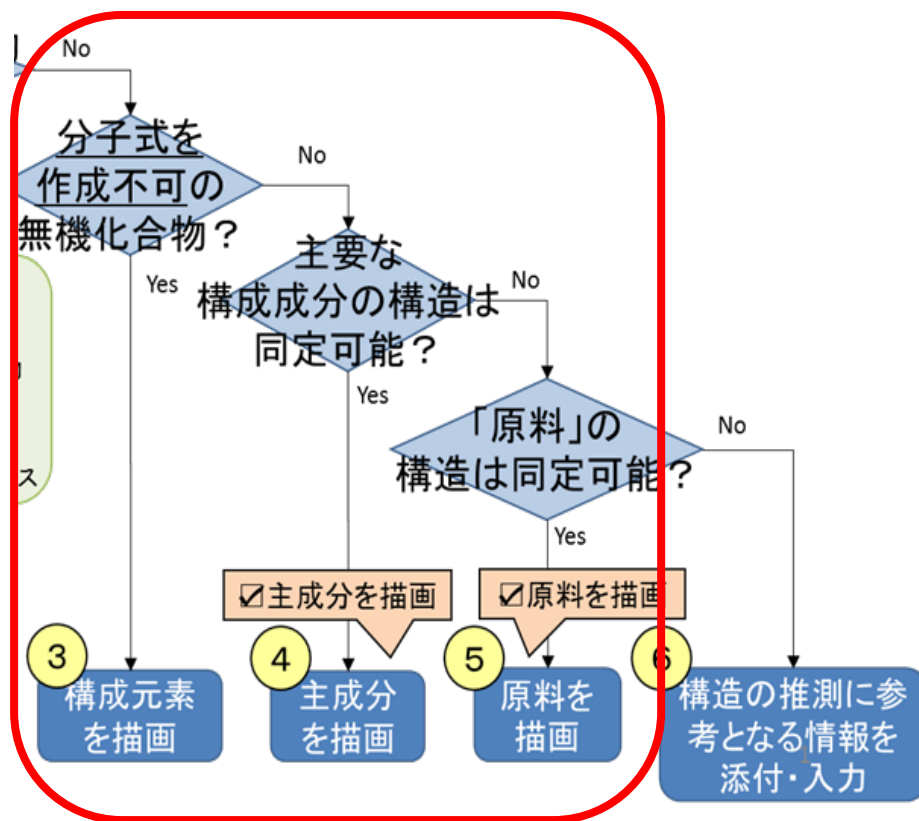 No
分子式を
作成不可の
無機化合物?
No
Yes
主要な
構成成分の構造は
同定可能?
No
Yes
「原料」の
構造は同定可能?
No
Yes
ス
☑主成分を描画
☑原料を描画
3
構成元素
を描画
4
主成分
を描画
5
原料を
描画
6
構造の推測に参
考となる情報を
添付・入力